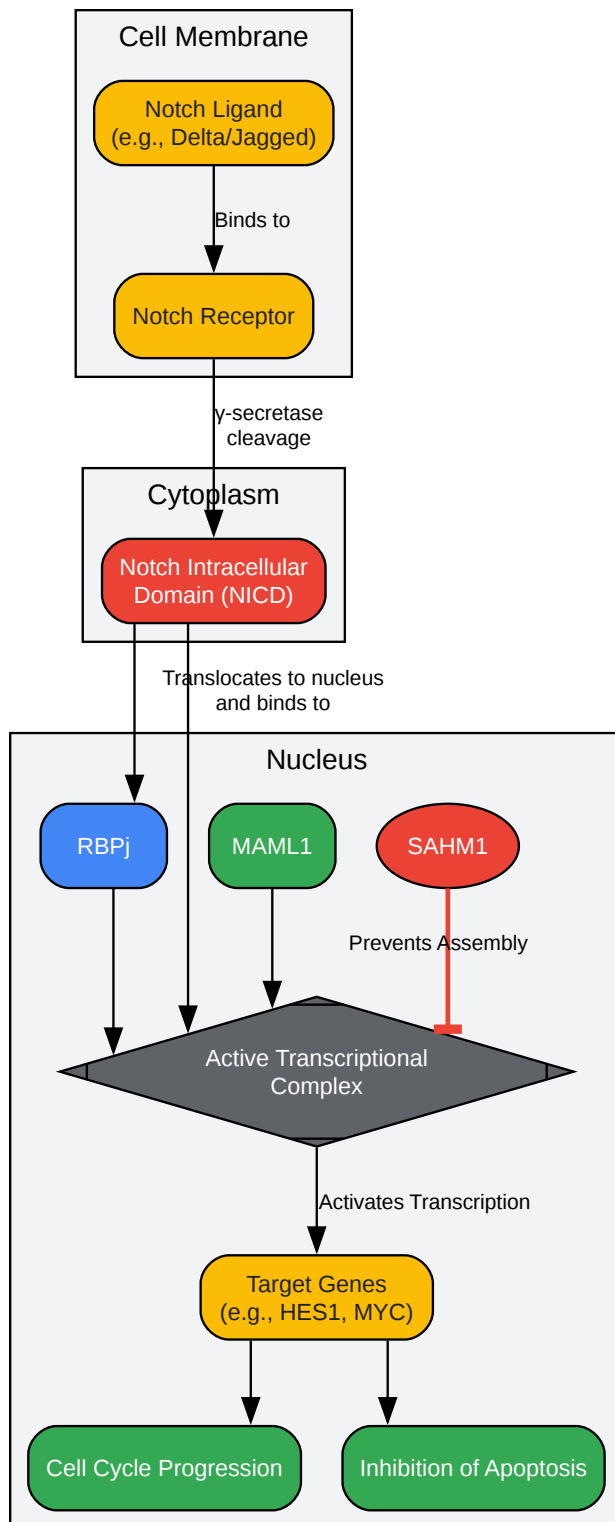 Cell Membrane
Notch Ligand
(e.g., Delta/Jagged)
Binds to
Notch Receptor
γ-secretase
cleavage
Cytoplasm
Notch Intracellular
Domain (NICD)
Translocates to nucleus
and binds to
Nucleus
RBPj
MAML1
SAHM1
Prevents Assembly
Active Transcriptional
Complex
Activates Transcription
Target Genes
(e.g., HES1, MYC)
Cell Cycle Progression
Inhibition of Apoptosis